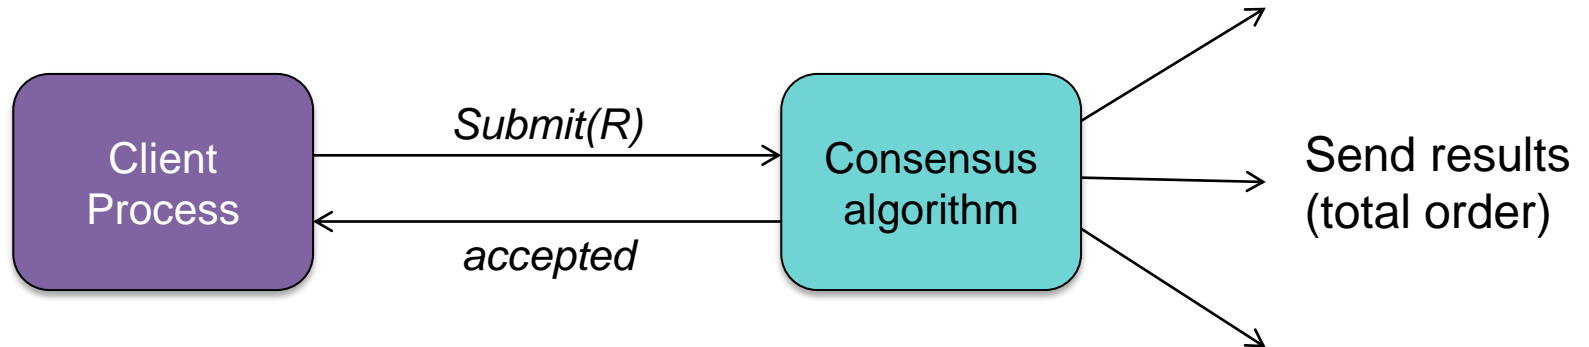 Client
Process
Submit(R)
accepted
Consensus
algorithm
Send results
(total order)